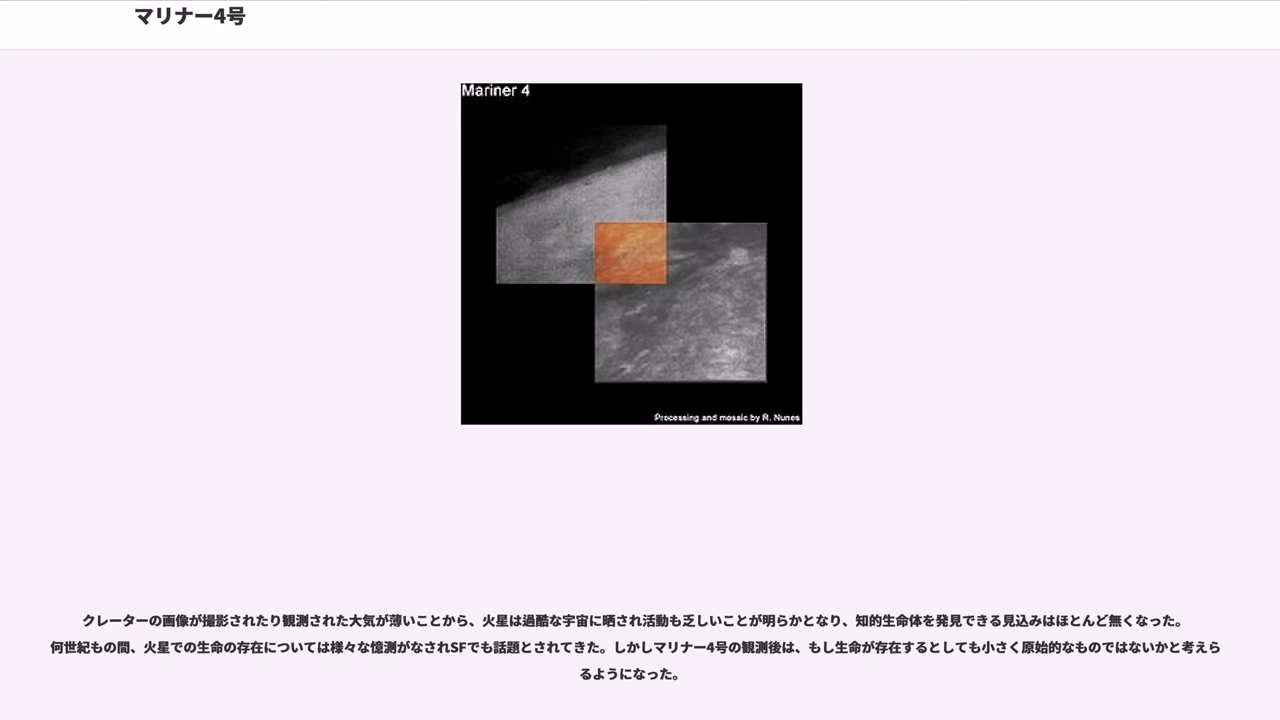 マリナー4号
Mariner 4
Processing and mosaic by R. Nunes
クレーターの画像が撮影されたり観測された大気が薄いことから、火星は過酷な宇宙に晒され活動も乏しいことが明らかとなり、知的生命体を発見できる見込みはほとんど無くなった。
何世紀もの間、火星での生命の存在については様々な憶測がなされSFでも話題とされてきた。しかしマリナー4号の観測後は、もし生命が存在するとしても小さく原始的なものではないかと考えら
るようになった。